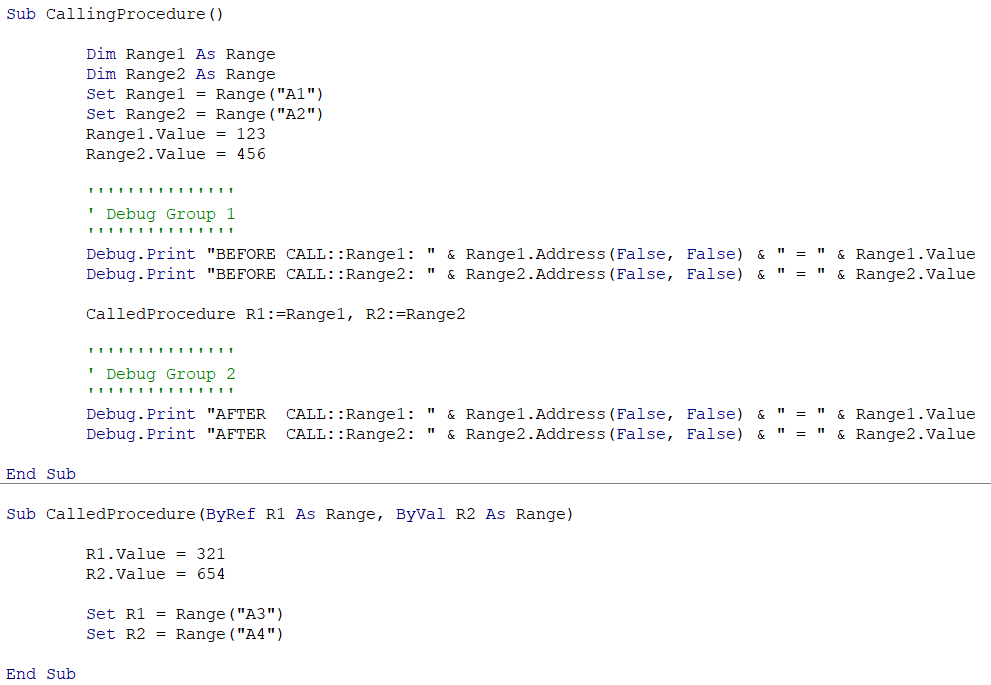 Sub CallingProcedure()
Dim Range1 As Range
Dim Range2 As Range
Set Range1 = Range("A1")
Set Range2 = Range("A2")
Range1.Value = 123
Range2.Value = 456
'''''''''''''''
' Debug Group 1
'''''''''''''''
Debug.Print "BEFORE CALL::Range1: " & Range1.Address(False, False) & " = " & Range1.Value
Debug.Print "BEFORE CALL::Range2: " & Range2.Address(False, False) & " = " & Range2.Value
CalledProcedure R1:=Range1, R2:=Range2
'''''''''''''''
' Debug Group 2
'''''''''''''''
Debug.Print "AFTER  CALL::Range1: " & Range1.Address(False, False) & " = " & Range1.Value
Debug.Print "AFTER  CALL::Range2: " & Range2.Address(False, False) & " = " & Range2.Value
End Sub
Sub CalledProcedure(ByRef R1 As Range, ByVal R2 As Range)
R1.Value = 321
R2.Value = 654
Set R1 = Range("A3")
Set R2 = Range("A4")
End Sub